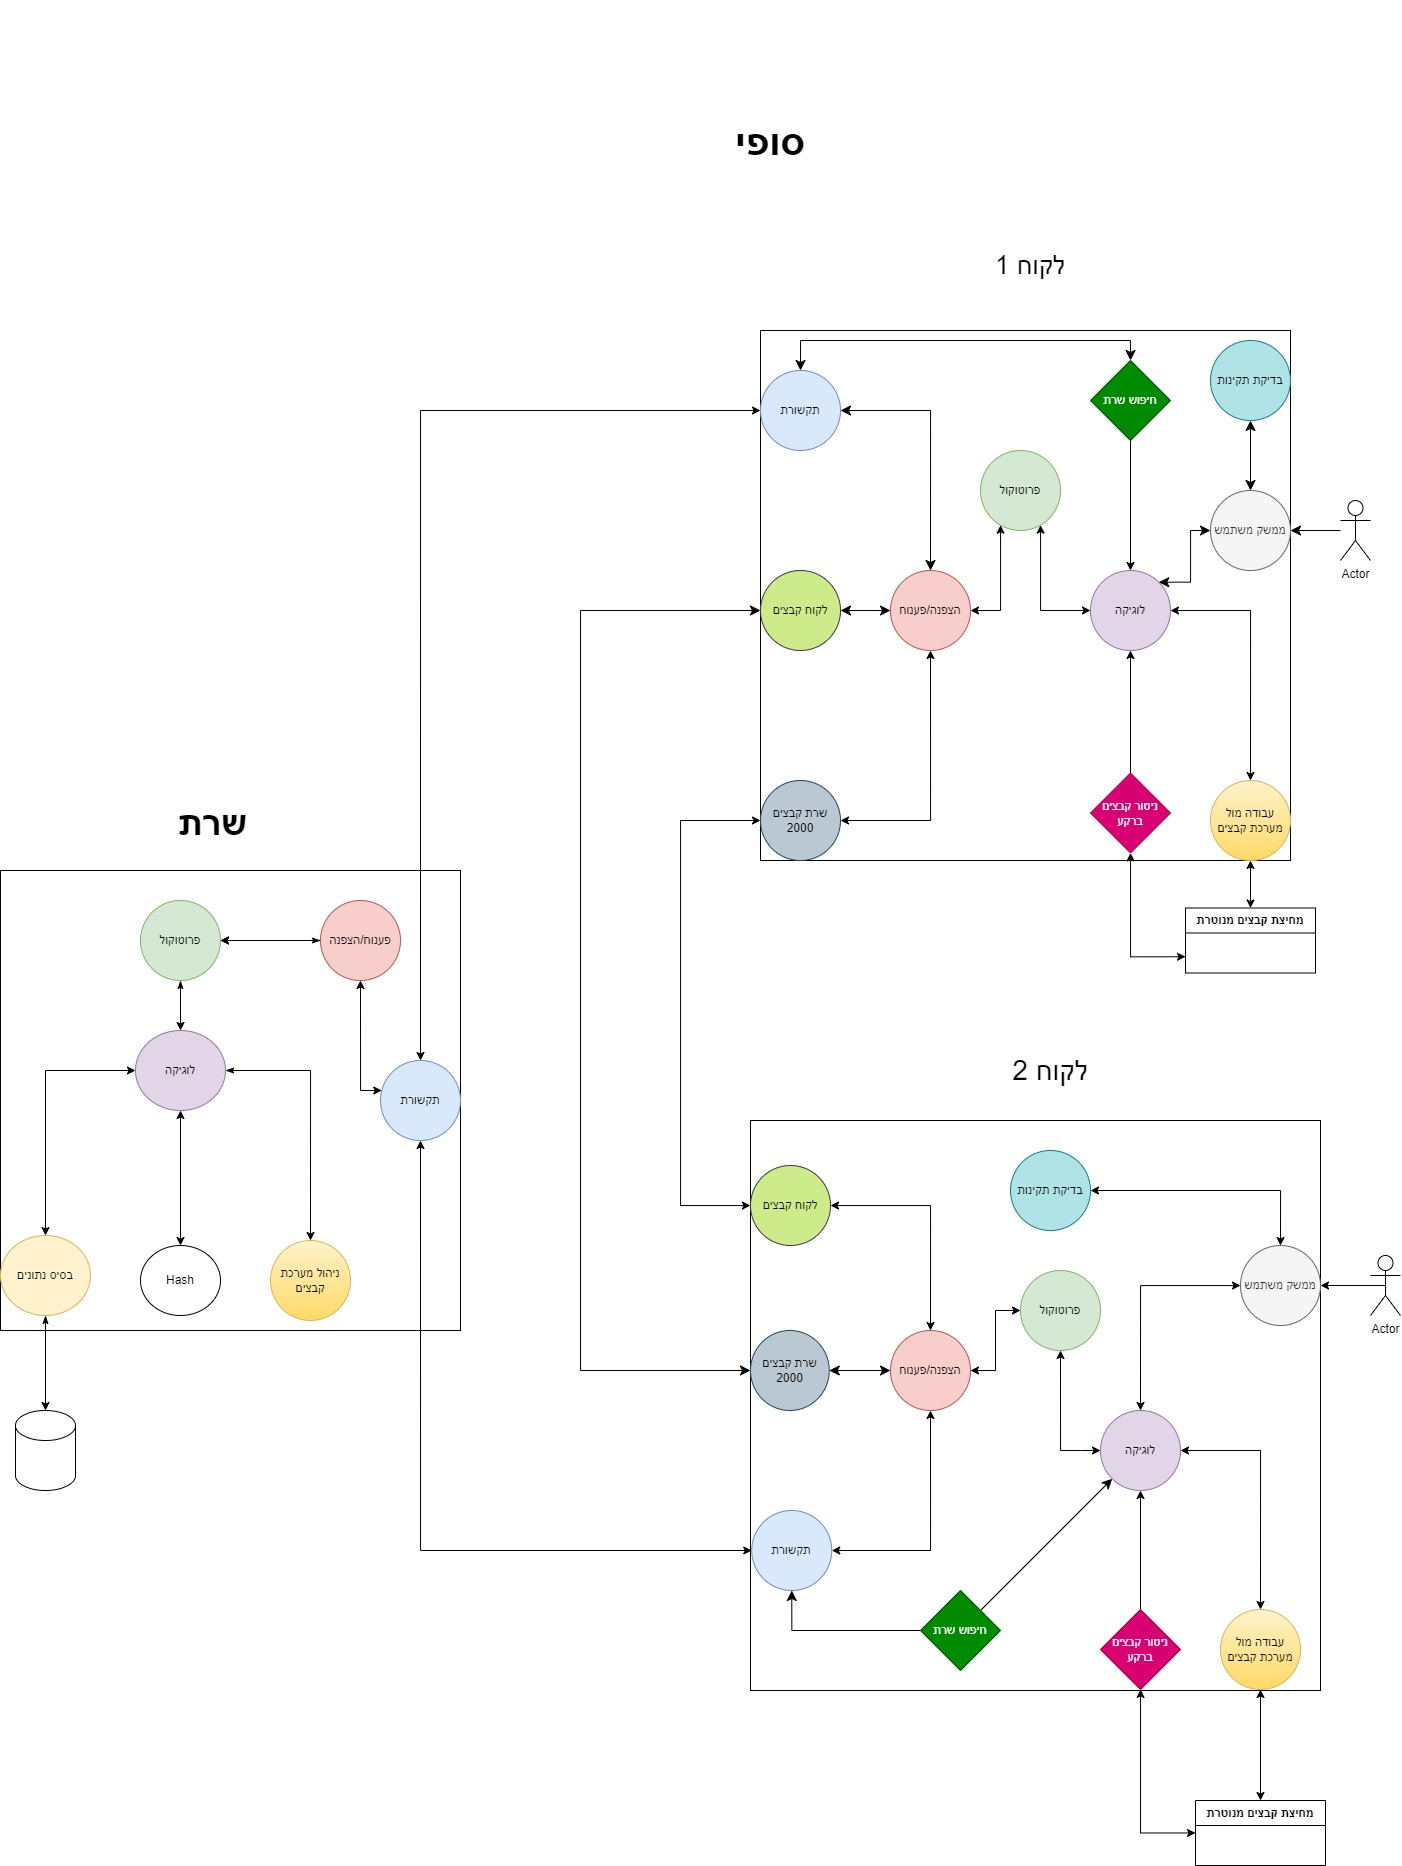 סופי
לקוח 1
תקשורת
חיפוש שרת
בדיקת תקינות
פרוטוקול
ממשק משתמש
Actor
לקוח קבצים
הצפנה/פענוח
לוגיקה
שרת קבצים
2000
ניטור קבצים
ברקע
עבודה מול
מערכת קבצים
מחיצת קבצים מנוטרת
שרת
פרוטוקול
פענוח/הצפנה
לוגיקה
תקשורת
בסיס נתונים
Hash
ניהול מערכת
קבצים
לקוח 2
לקוח קבצים
בדיקת תקינות
ממשק משתמש
Actor
פרוטוקול
שרת קבצים
2000
הצפנה/פענוח
לוגיקה
תקשורת
חיפוש שרת
ניטור קבצים
ברקע
עבודה מול
מערכת קבצים
מחיצת קבצים מנוטרת